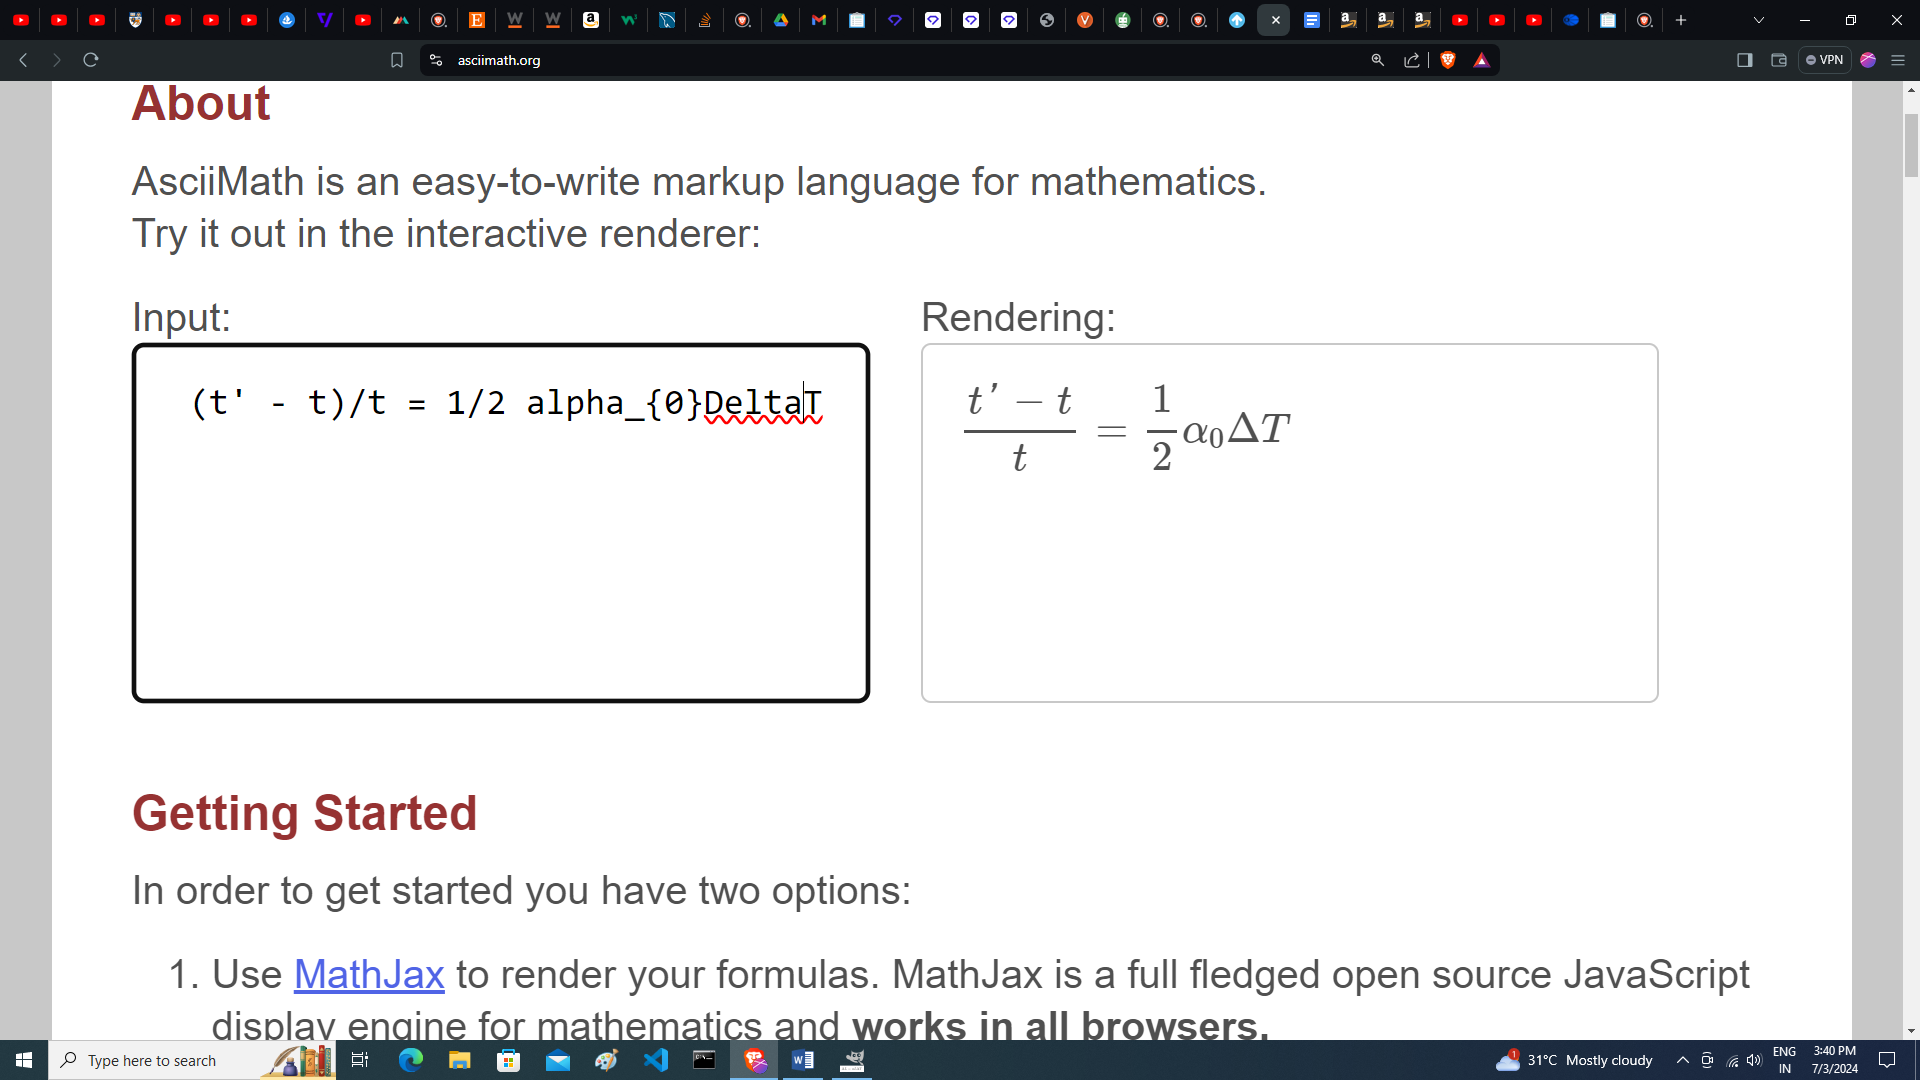 asciimath.org
VPN
About
AsciiMath is an easy-to-write markup language for mathematics.
Try it out in the interactive renderer:
Input:
Rendering:
(t' - t)/t = 1/2 alpha_{0}DeltaT
t′ − t
t
=
1
2
α₀ΔT
Getting Started
In order to get started you have two options:
1. Use MathJax to render your formulas. MathJax is a full fledged open source JavaScript
display engine for mathematics and works in all browsers.
Type here to search
1
31°C Mostly cloudy
ENG
IN
3:40 PM
7/3/2024